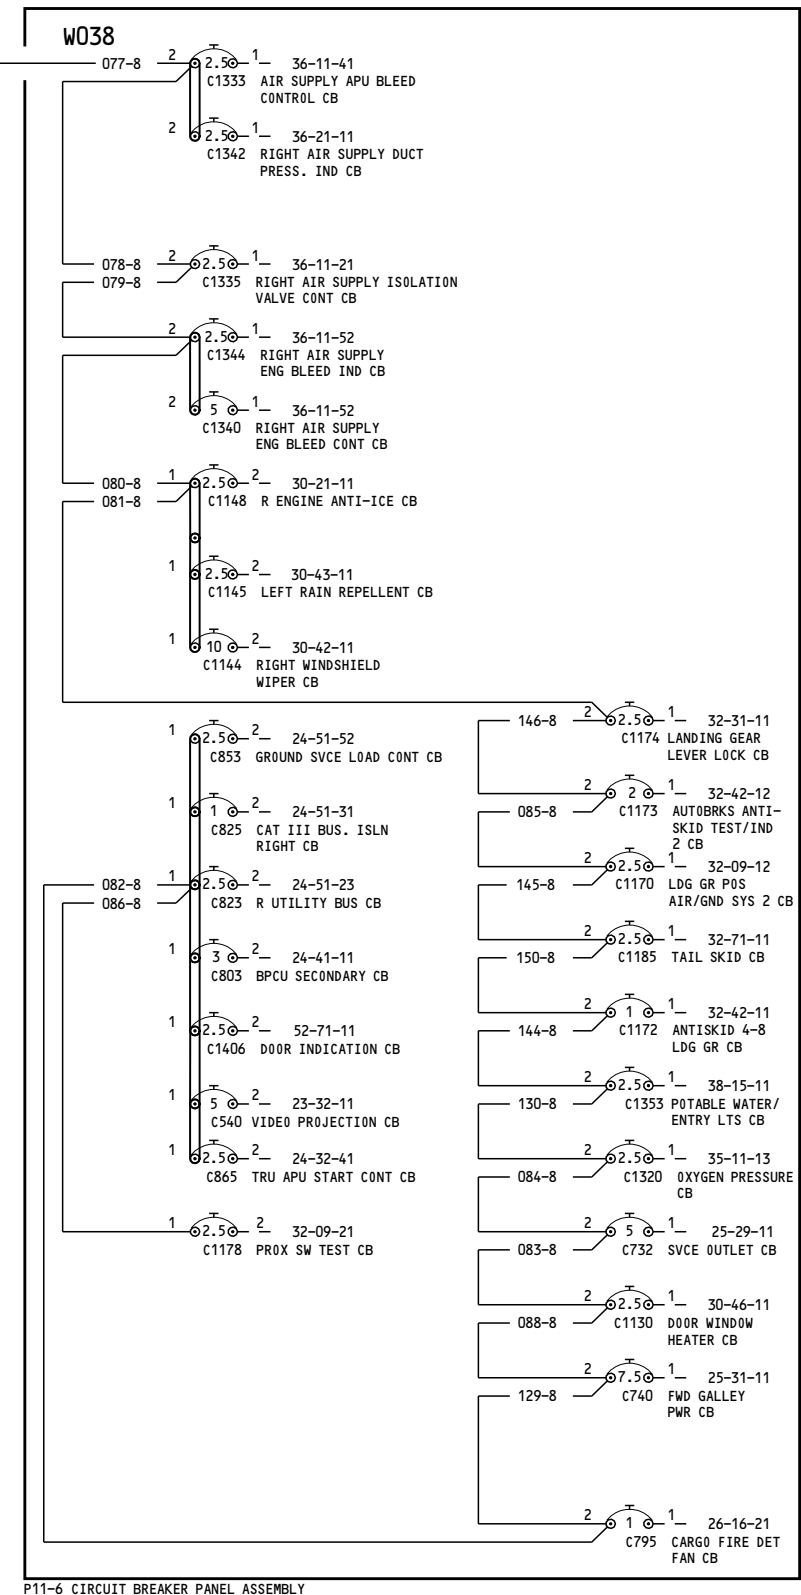 W038
077-8 2 2.5 1 36-11-41
C1333 AIR SUPPLY APU BLEED
CONTROL CB
2 2.5 1 36-21-11
C1342 RIGHT AIR SUPPLY DUCT
PRESS. IND CB
078-8 2 2.5 1 36-11-21
079-8 C1335 RIGHT AIR SUPPLY ISOLATION
VALVE CONT CB
2 2.5 1 36-11-52
C1344 RIGHT AIR SUPPLY
ENG BLEED IND CB
2 5 1 36-11-52
C1340 RIGHT AIR SUPPLY
ENG BLEED CONT CB
080-8 1 2.5 2 30-21-11
081-8 C1148 R ENGINE ANTI-ICE CB
1 2.5 2 30-43-11
C1145 LEFT RAIN REPELLENT CB
1 10 2 30-42-11
C1144 RIGHT WINDSHIELD
WIPER CB
1 2.5 2 24-51-52
C853 GROUND SVCE LOAD CONT CB
1 1 2 24-51-31
C825 CAT III BUS. ISLN
RIGHT CB
082-8 1 2.5 2 24-51-23
086-8 C823 R UTILITY BUS CB
1 3 2 24-41-11
C803 BPCU SECONDARY CB
1 2.5 2 52-71-11
C1406 DOOR INDICATION CB
1 5 2 23-32-11
C540 VIDEO PROJECTION CB
1 2.5 2 24-32-41
C865 TRU APU START CONT CB
1 2.5 2 32-09-21
C1178 PROX SW TEST CB
146-8 2 2.5 1 32-31-11
C1174 LANDING GEAR
LEVER LOCK CB
2 2 1 32-42-12
085-8 C1173 AUTOBRKS ANTI-
SKID TEST/IND
2 CB
2 2.5 1 32-09-12
145-8 C1170 LDG GR POS
AIR/GND SYS 2 CB
2 2.5 1 32-71-11
150-8 C1185 TAIL SKID CB
2 1 1 32-42-11
144-8 C1172 ANTISKID 4-8
LDG GR CB
2 2.5 1 38-15-11
130-8 C1353 POTABLE WATER/
ENTRY LTS CB
2 2.5 1 35-11-13
084-8 C1320 OXYGEN PRESSURE
CB
2 5 1 25-29-11
083-8 C732 SVCE OUTLET CB
2 2.5 1 30-46-11
088-8 C1130 DOOR WINDOW
HEATER CB
2 7.5 1 25-31-11
129-8 C740 FWD GALLEY
PWR CB
2 1 1 26-16-21
C795 CARGO FIRE DET
FAN CB
P11-6 CIRCUIT BREAKER PANEL ASSEMBLY